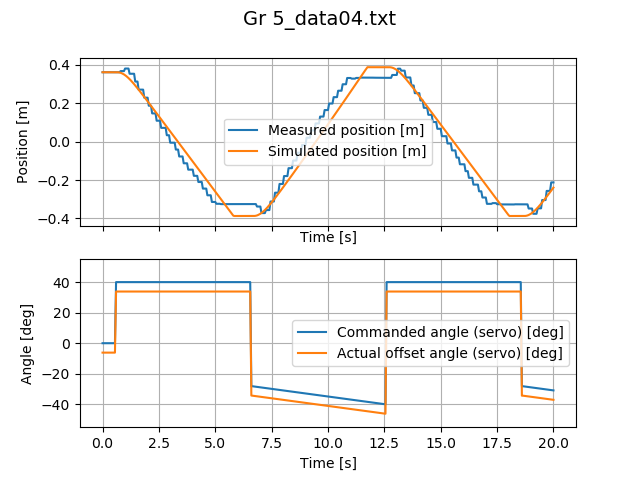 Gr 5_data04.txt
Position [m]
0.4
0.2
0.0
−0.2
−0.4
Measured position [m]
Simulated position [m]
Time [s]
Angle [deg]
40
20
0
−20
−40
Commanded angle (servo) [deg]
Actual offset angle (servo) [deg]
0.0 2.5 5.0 7.5 10.0 12.5 15.0 17.5 20.0
Time [s]